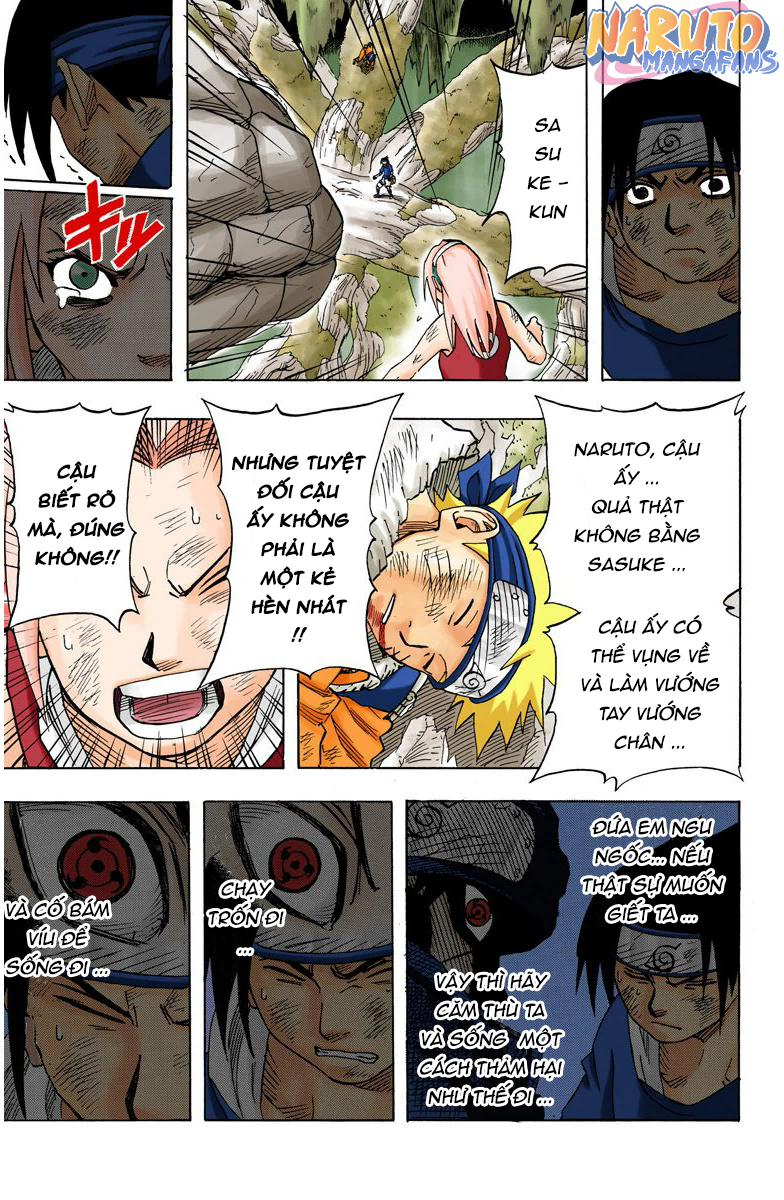 NARUTO
MANGAFANS
SA
SU
KE -
KUN
キッ
NARUTO, CẬU
ẤY ...
QUẢ THẬT
KHÔNG BẰNG
SASUKE ...
CẬU ẤY CÓ
THỂ VỤNG VỀ
VÀ LÀM VƯỚNG
TAY VƯỚNG
CHÂN ...
NHƯNG TUYỆT
ĐỐI CẬU
ẤY KHÔNG
PHẢI LÀ
MỘT KẺ
HÈN NHÁT
!!
CẬU
BIẾT RÕ
MÀ, ĐÚNG
KHÔNG!!
ĐỨA EM NGU
NGỐC... NẾU
THẬT SỰ MUỐN
GIẾT TA ...
VẬY THÌ HÃY
CĂM THÙ TA
VÀ SỐNG MỘT
CÁCH THẢM HẠI
NHƯ THẾ ĐI ...
CHẠY
TRỐN ĐI
...
VÀ CỐ BÁM
VÍU ĐỂ
SỐNG ĐI ...